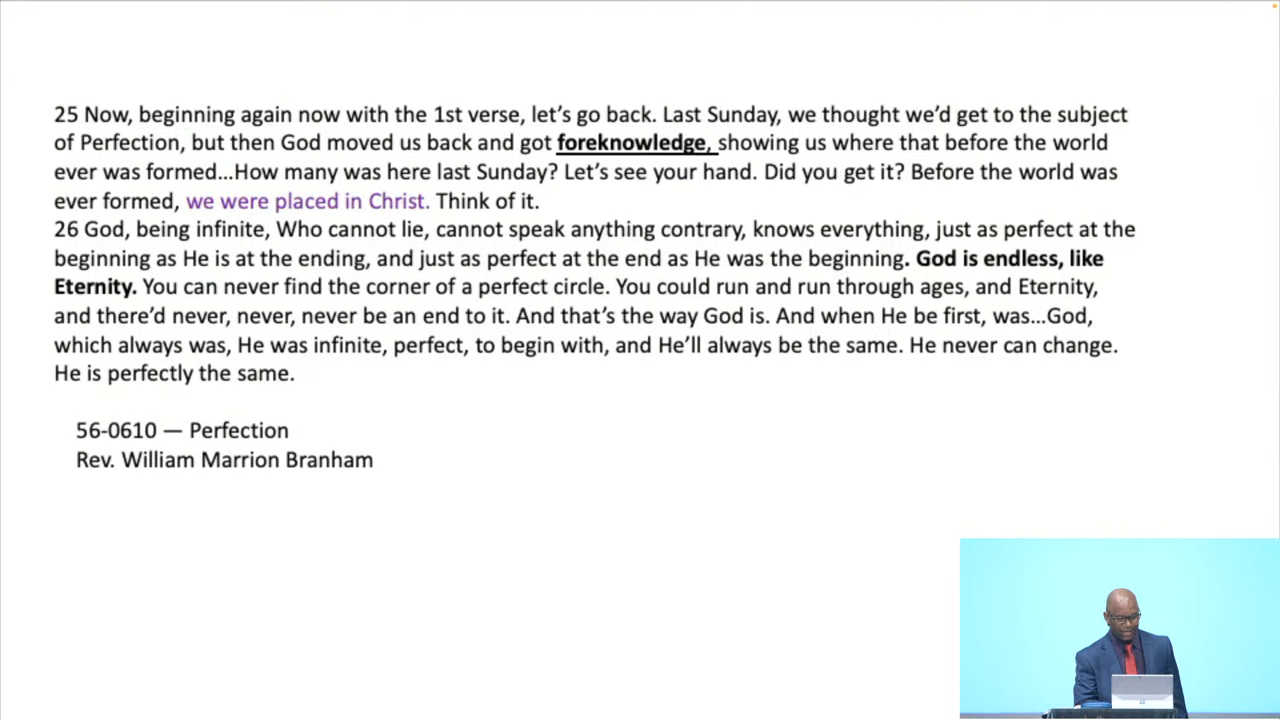 25 Now, beginning again now with the 1st verse, let’s go back. Last Sunday, we thought we’d get to the subject
of Perfection, but then God moved us back and got foreknowledge, showing us where that before the world
ever was formed…How many was here last Sunday? Let’s see your hand. Did you get it? Before the world was
ever formed, we were placed in Christ. Think of it.
26 God, being infinite, Who cannot lie, cannot speak anything contrary, knows everything, just as perfect at the
beginning as He is at the ending, and just as perfect at the end as He was the beginning. God is endless, like
Eternity. You can never find the corner of a perfect circle. You could run and run through ages, and Eternity,
and there’d never, never, never be an end to it. And that’s the way God is. And when He be first, was…God,
which always was, He was infinite, perfect, to begin with, and He’ll always be the same. He never can change.
He is perfectly the same.
56-0610 — Perfection
Rev. William Marrion Branham